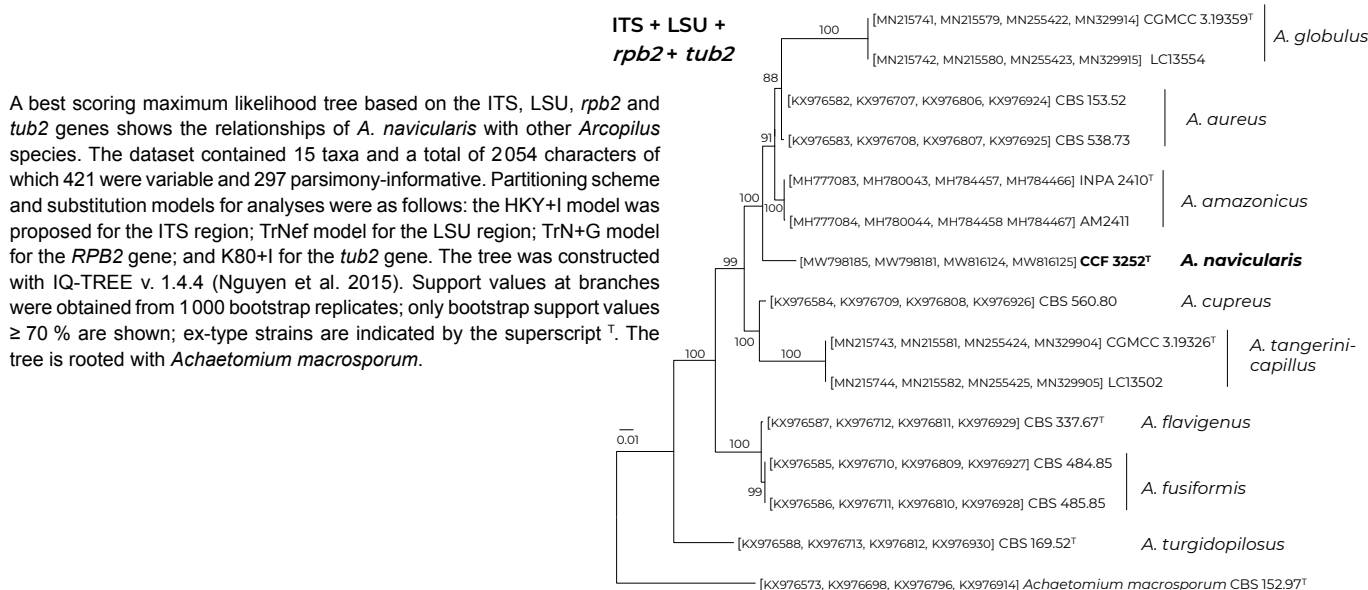 ITS + LSU +
rpb2 + tub2
A best scoring maximum likelihood tree based on the ITS, LSU, rpb2 and
tub2 genes shows the relationships of A. navicularis with other Arcopilus
species. The dataset contained 15 taxa and a total of 2054 characters of
which 421 were variable and 297 parsimony-informative. Partitioning scheme
and substitution models for analyses were as follows: the HKY+I model was
proposed for the ITS region; TrNef model for the LSU region; TrN+G model
for the RPB2 gene; and K80+I for the tub2 gene. The tree was constructed
with IQ-TREE v. 1.4.4 (Nguyen et al. 2015). Support values at branches
were obtained from 1000 bootstrap replicates; only bootstrap support values
≥ 70 % are shown; ex-type strains are indicated by the superscript ᵀ. The
tree is rooted with Achaetomium macrosporum.
[MN215741, MN215579, MN255422, MN329914] CGMCC 3.19359ᵀ
100
A. globulus
[MN215742, MN215580, MN255423, MN329915] LC13554
88
[KX976582, KX976707, KX976806, KX976924] CBS 153.52
A. aureus
91
[KX976583, KX976708, KX976807, KX976925] CBS 538.73
[MH777083, MH780043, MH784457, MH784466] INPA 2410ᵀ
100
100
A. amazonicus
[MH777084, MH780044, MH784458 MH784467] AM2411
[MW798185, MW798181, MW816124, MW816125] CCF 3252ᵀ
A. navicularis
99
[KX976584, KX976709, KX976808, KX976926] CBS 560.80
A. cupreus
100
[MN215743, MN215581, MN255424, MN329904] CGMCC 3.19326ᵀ
100
100
A. tangerini-
capillus
[MN215744, MN215582, MN255425, MN329905] LC13502
[KX976587, KX976712, KX976811, KX976929] CBS 337.67ᵀ
A. flavigenus
0.01
100
[KX976585, KX976710, KX976809, KX976927] CBS 484.85
A. fusiformis
99
[KX976586, KX976711, KX976810, KX976928] CBS 485.85
[KX976588, KX976713, KX976812, KX976930] CBS 169.52ᵀ
A. turgidopilosus
[KX976573, KX976698, KX976796, KX976914] Achaetomium macrosporum CBS 152.97ᵀ